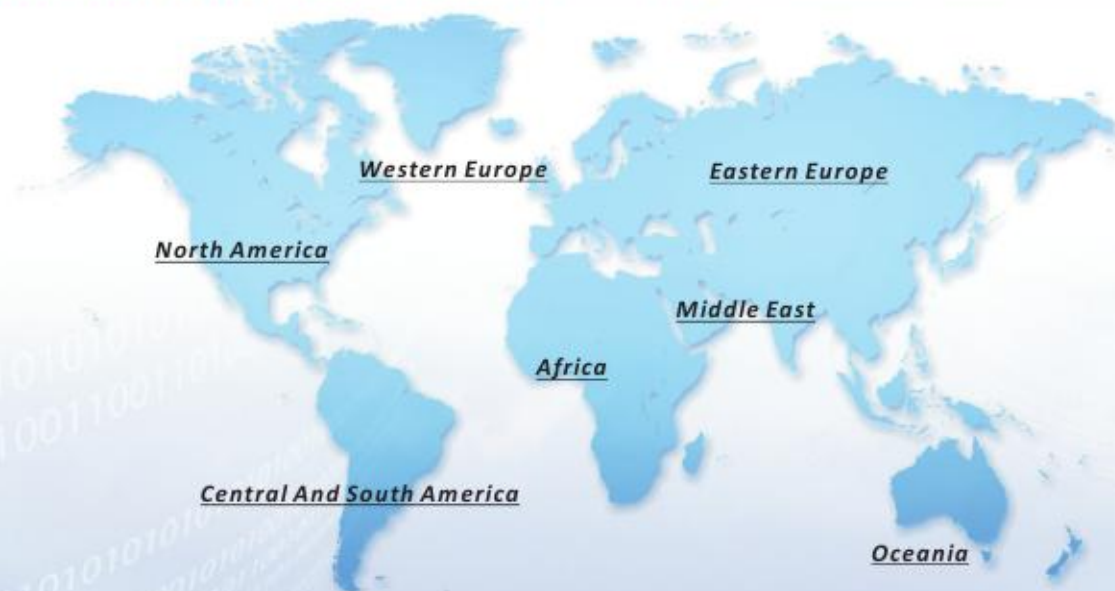 Western Europe
Eastern Europe
North America
Middle East
Africa
Central And South America
Oceania